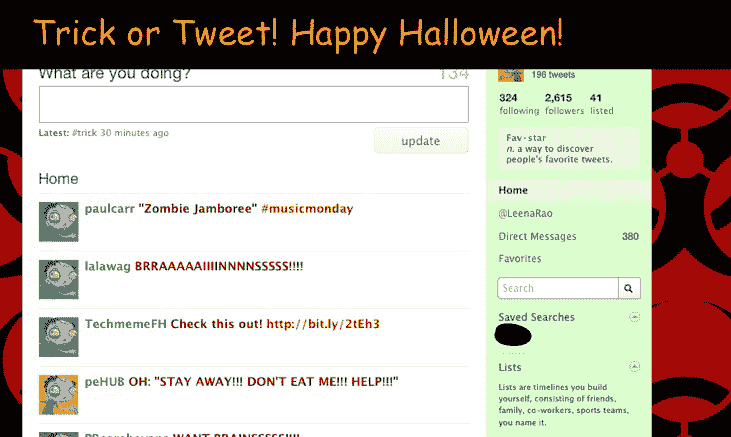 Trick or Tweet! Happy Halloween!
What are you doing?
134
Latest: #trick 30 minutes ago
update
Home
paulcarr "Zombie Jamboree" #musicmonday
lalawag BRRAAAAAIIIINNNNSSSSS!!!!
TechmemeFH Check this out! http://bit.ly/2tEh3
peHUB OH: "STAY AWAY!!! DON'T EAT ME!!! HELP!!!"
WANT BRAINSSSSS!!!!
196 tweets
324 2,615 41
following followers listed
Fav·star
n. a way to discover
people's favorite tweets.
Home
@LeenaRao
Direct Messages 380
Favorites
Search
Saved Searches
Lists
Lists are timelines you build
yourself, consisting of friends,
family, co-workers, sports teams,
you name it.